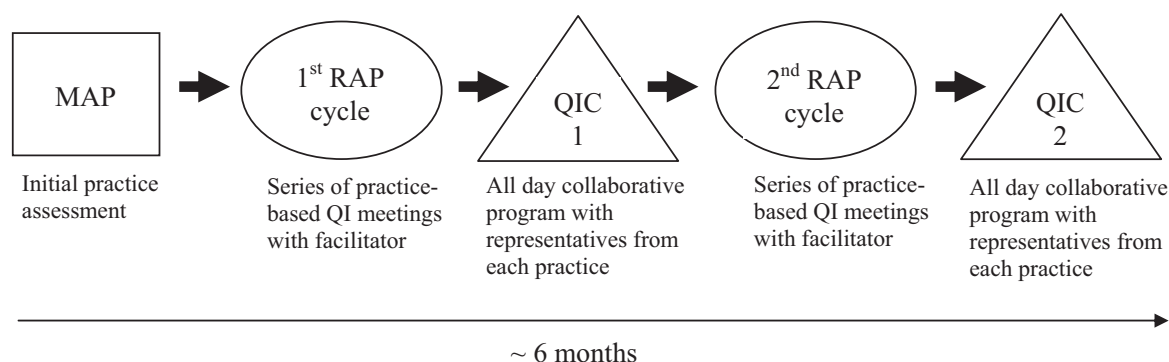 MAP
1st RAP
cycle
QIC
1
2nd RAP
cycle
QIC
2
Initial practice
assessment
Series of practice-
based QI meetings
with facilitator
All day collaborative
program with
representatives from
each practice
Series of practice-
based QI meetings
with facilitator
All day collaborative
program with
representatives from
each practice
~ 6 months